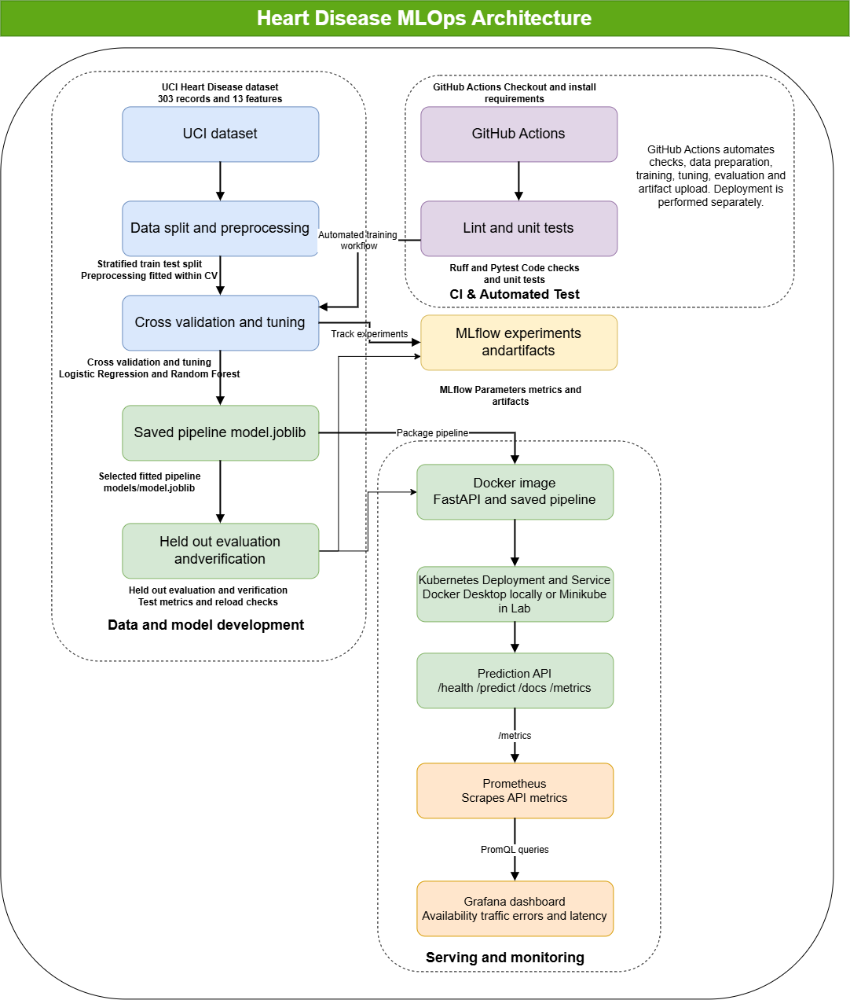 Heart Disease MLOps Architecture
UCI Heart Disease dataset
303 records and 13 features
UCI dataset
Data split and preprocessing
Stratified train test split
Preprocessing fitted within CV
Cross validation and tuning
Cross validation and tuning
Logistic Regression and Random Forest
Saved pipeline model.joblib
Selected fitted pipeline
models/model.joblib
Held out evaluation
andverification
Held out evaluation and verification
Test metrics and reload checks
Data and model development
GitHub Actions Checkout and install
requirements
GitHub Actions
GitHub Actions automates
checks, data preparation,
training, tuning, evaluation and
artifact upload. Deployment is
performed separately.
Lint and unit tests
Automated training
workflow
Ruff and Pytest Code checks
and unit tests
CI & Automated Test
Track experiments
MLflow experiments
andartifacts
MLflow Parameters metrics and
artifacts
Package pipeline
Docker image
FastAPI and saved pipeline
Kubernetes Deployment and Service
Docker Desktop locally or Minikube
in Lab
Prediction API
/health /predict /docs /metrics
/metrics
Prometheus
Scrapes API metrics
PromQL queries
Grafana dashboard
Availability traffic errors and latency
Serving and monitoring